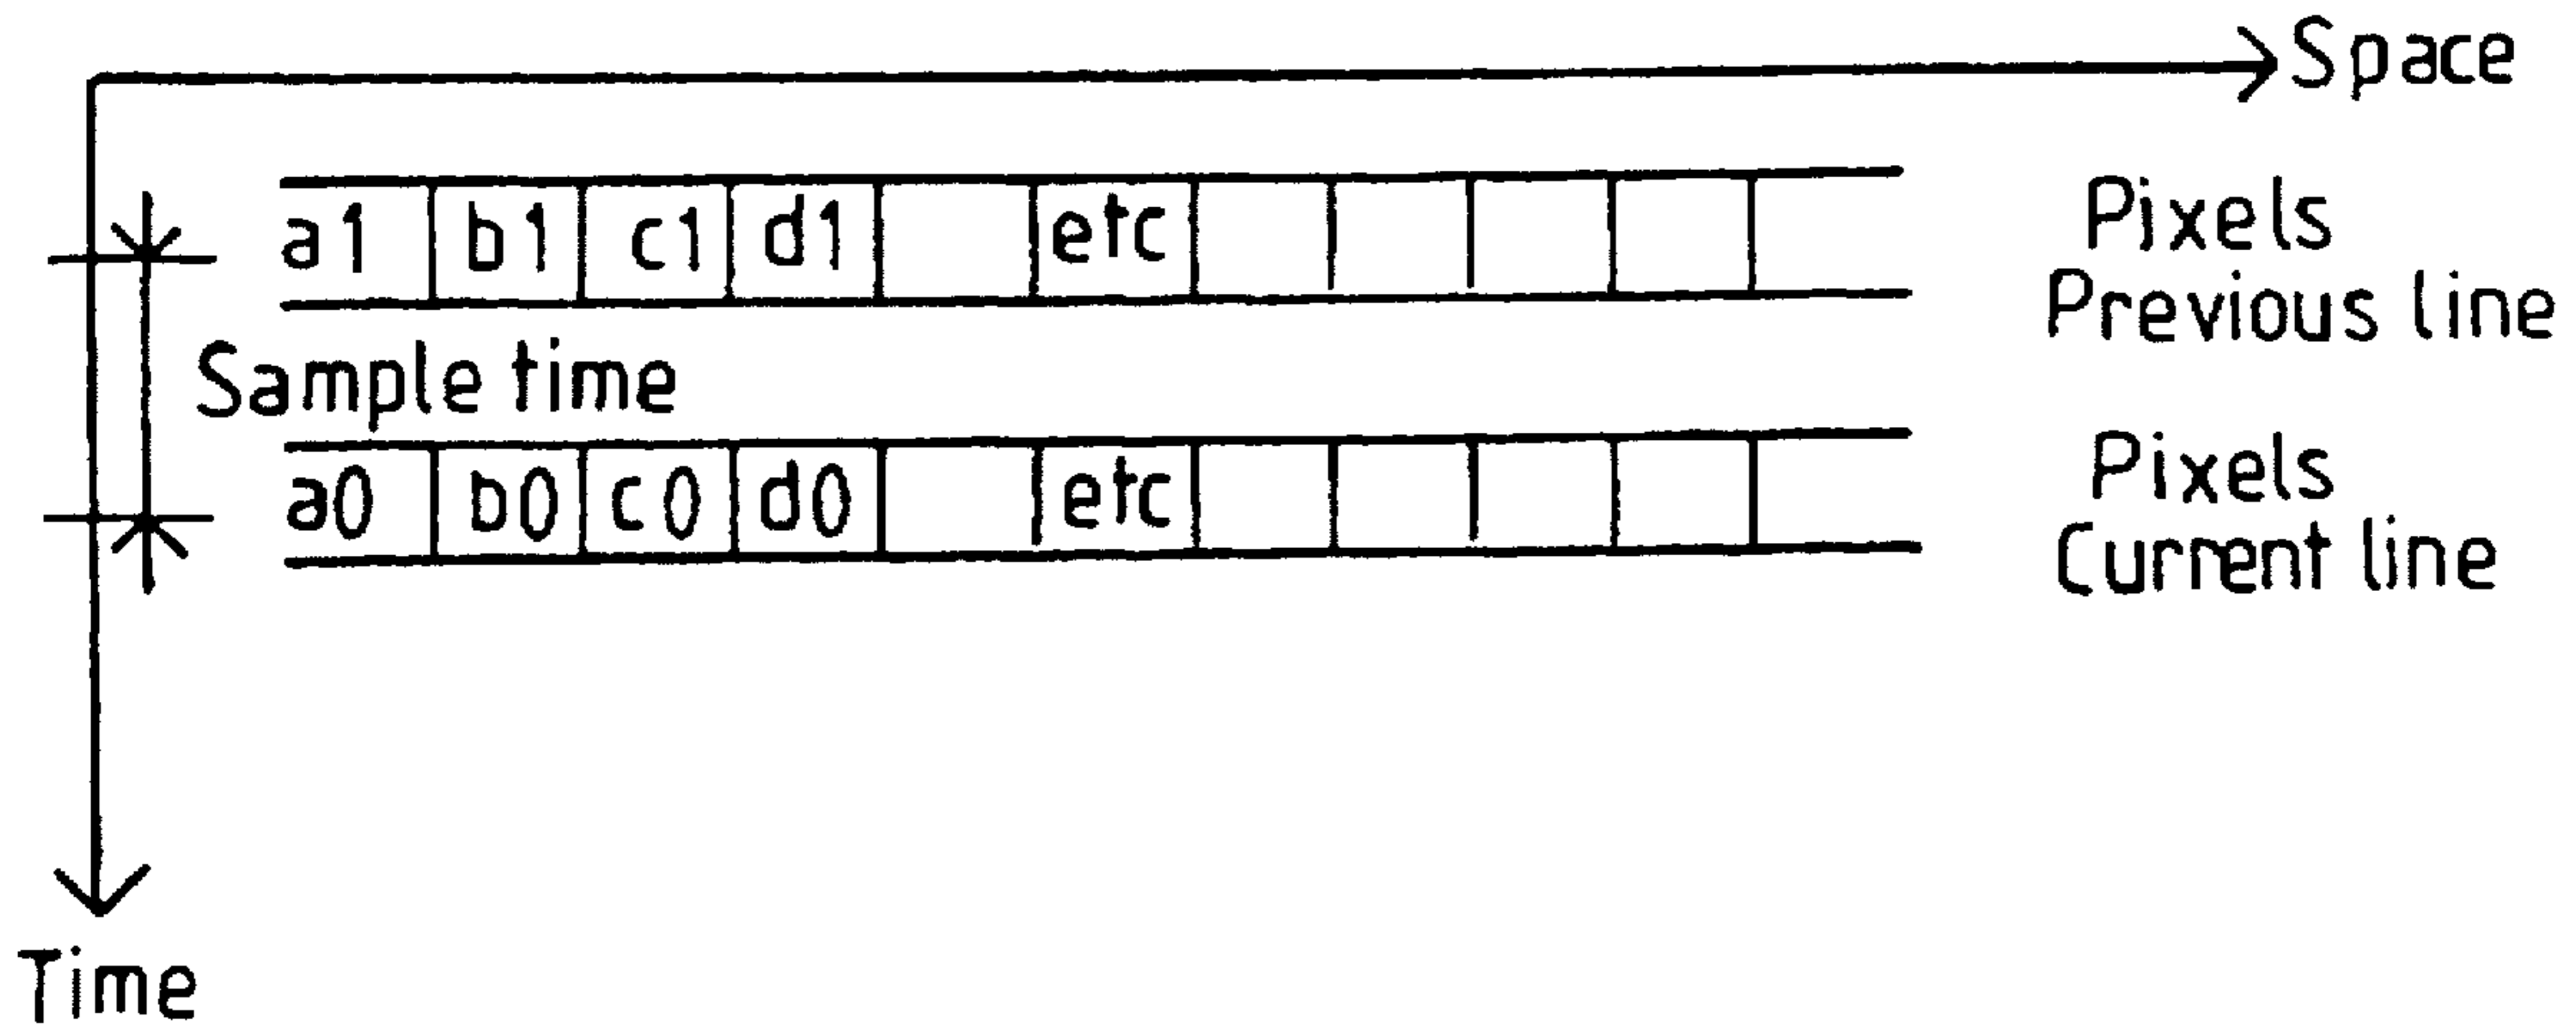 Space
a1 b1 c1 d1 etc
Pixels
Previous line
Sample time
a0 b0 c0 d0 etc
Pixels
Current line
Time